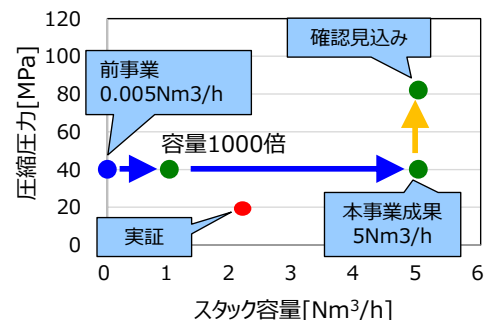 120
100
80
60
40
20
0
圧縮圧力[MPa]
前事業
0.005Nm3/h
確認見込み
容量1000倍
実証
本事業成果
5Nm3/h
0 1 2 3 4 5 6
スタック容量[Nm³/h]